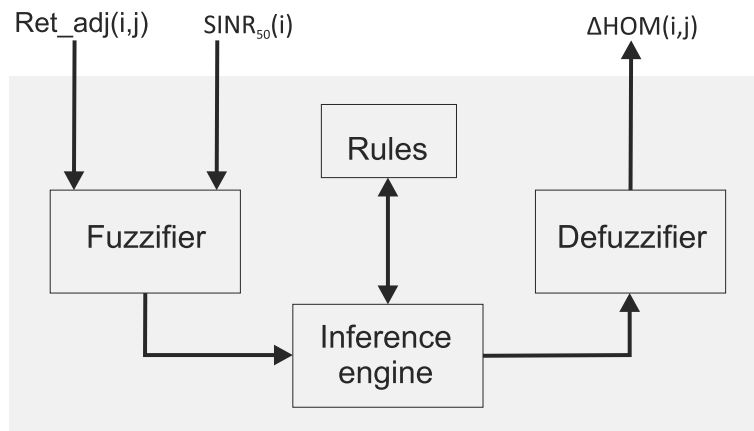 Ret_adj(i,j)
SINR₅₀(i)
ΔHOM(i,j)
Rules
Fuzzifier
Defuzzifier
Inference
engine